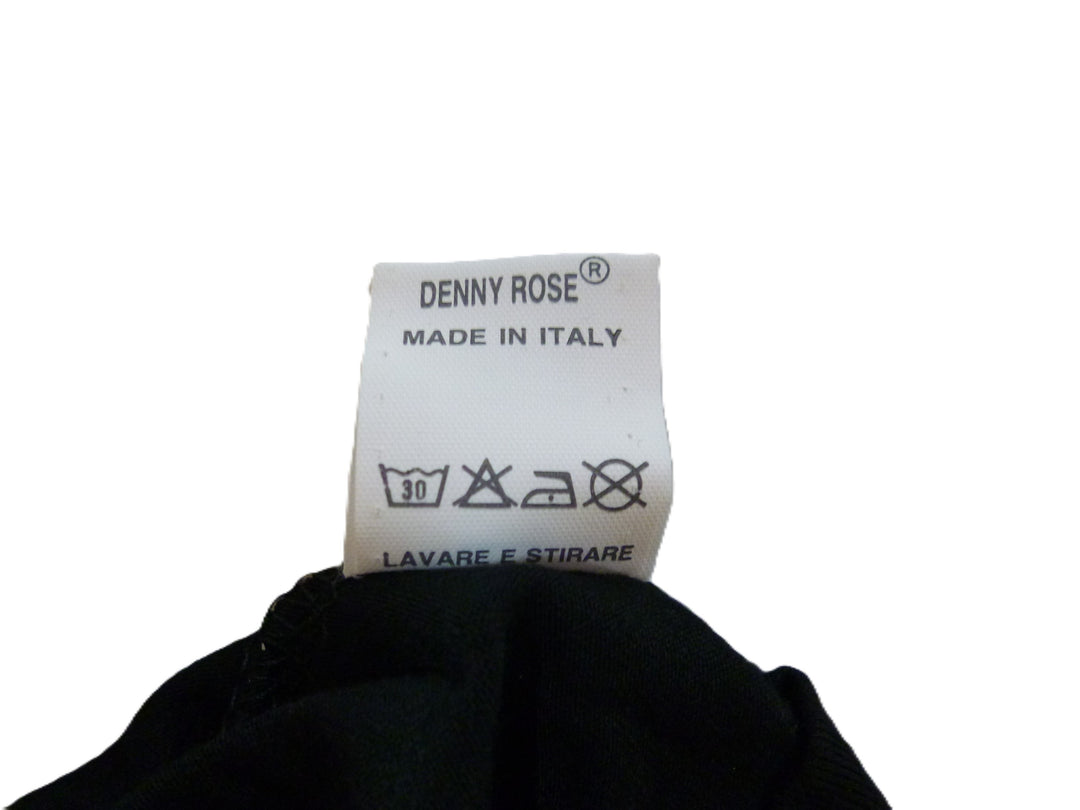 DENNY ROSE®
MADE IN ITALY
30
LAVARE E STIRARE